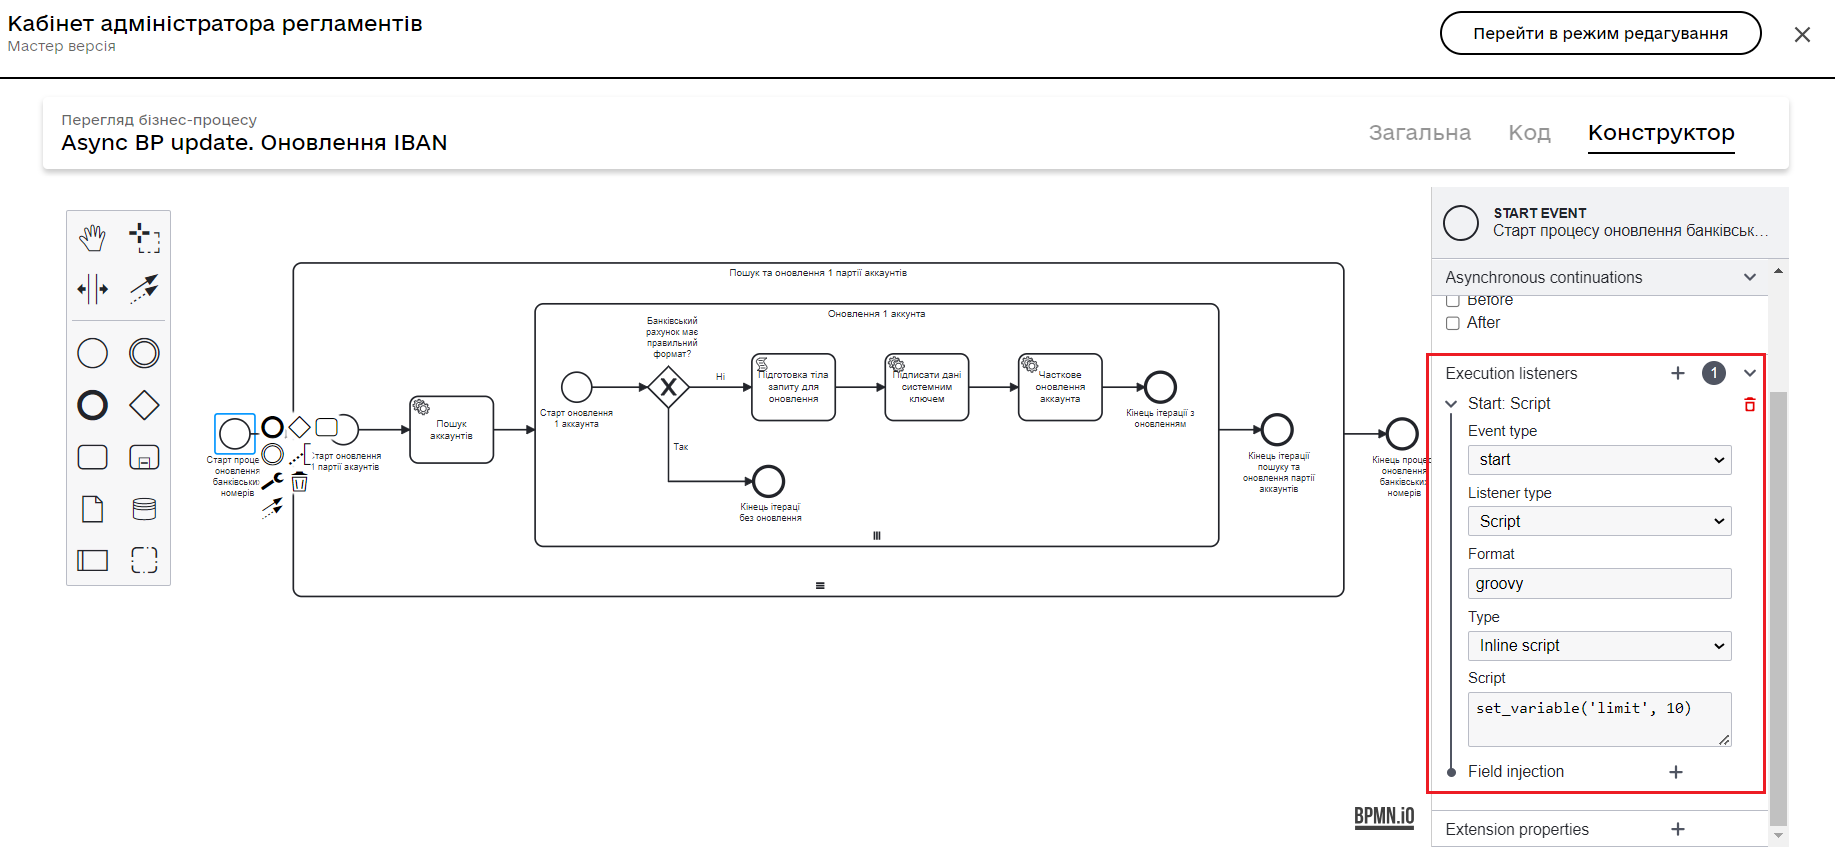 Кабінет адміністратора регламентів
Мастер версія
Перейти в режим редагування
Перегляд бізнес-процесу
Async BP update. Оновлення IBAN
Загальна
Код
Конструктор
START EVENT
Старт процесу оновлення банківськ...
Asynchronous continuations
Before
After
Execution listeners
1
Start: Script
Event type
start
Listener type
Script
Format
groovy
Type
Inline script
Script
set_variable('limit', 10)
Field injection
Extension properties
Пошук та оновлення 1 партії аккаунтів
Оновлення 1 аккунта
Банківський
рахунок має
правильний
формат?
Ні
Так
Старт оновлення
1 аккаунта
Підготовка тіла
запиту для
оновлення
Підписати дані
системним
ключем
Часткове
оновлення
аккаунта
Кінець ітерації з
оновленням
Кінець ітерації
без оновлення
Старт проце
оновлення
банківських
номерів
Старт оновлення
1 партії акаунтів
Пошук
аккаунтів
Кінець ітерації
пошуку та
оновлення партії
аккаунтів
Кінець процес
оновлення
банківських
номерів
BPMN.iO